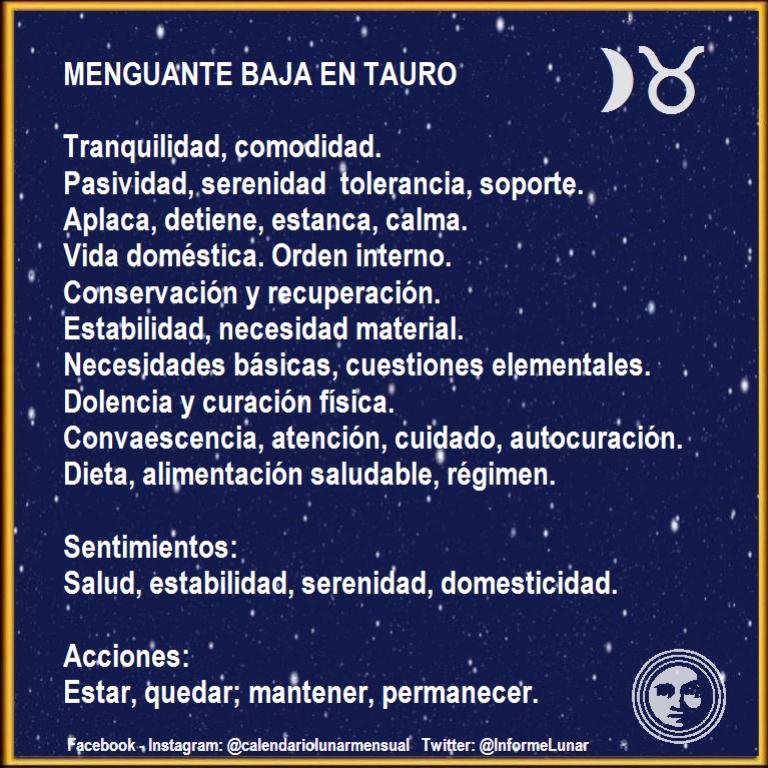 MENGUANTE BAJA EN TAURO
Tranquilidad, comodidad.
Pasividad, serenidad tolerancia, soporte.
Aplaca, detiene, estanca, calma.
Vida doméstica. Orden interno.
Conservación y recuperación.
Estabilidad, necesidad material.
Necesidades básicas, cuestiones elementales.
Dolencia y curación física.
Convaescencia, atención, cuidado, autocuración.
Dieta, alimentación saludable, régimen.
Sentimientos:
Salud, estabilidad, serenidad, domesticidad.
Acciones:
Estar, quedar; mantener, permanecer.
Facebook - Instagram: @calendariolunarmensual Twitter: @InformeLunar